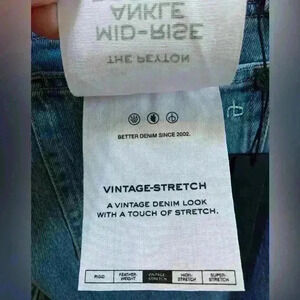 THE PEYTON
MID-RISE
ANKLE
BETTER DENIM SINCE 2002.
VINTAGE-STRETCH
A VINTAGE DENIM LOOK
WITH A TOUCH OF STRETCH.
RIGID
FEATHER-
WEIGHT
VINTAGE
STRETCH
HIGH-
STRETCH
SUPER-
STRETCH